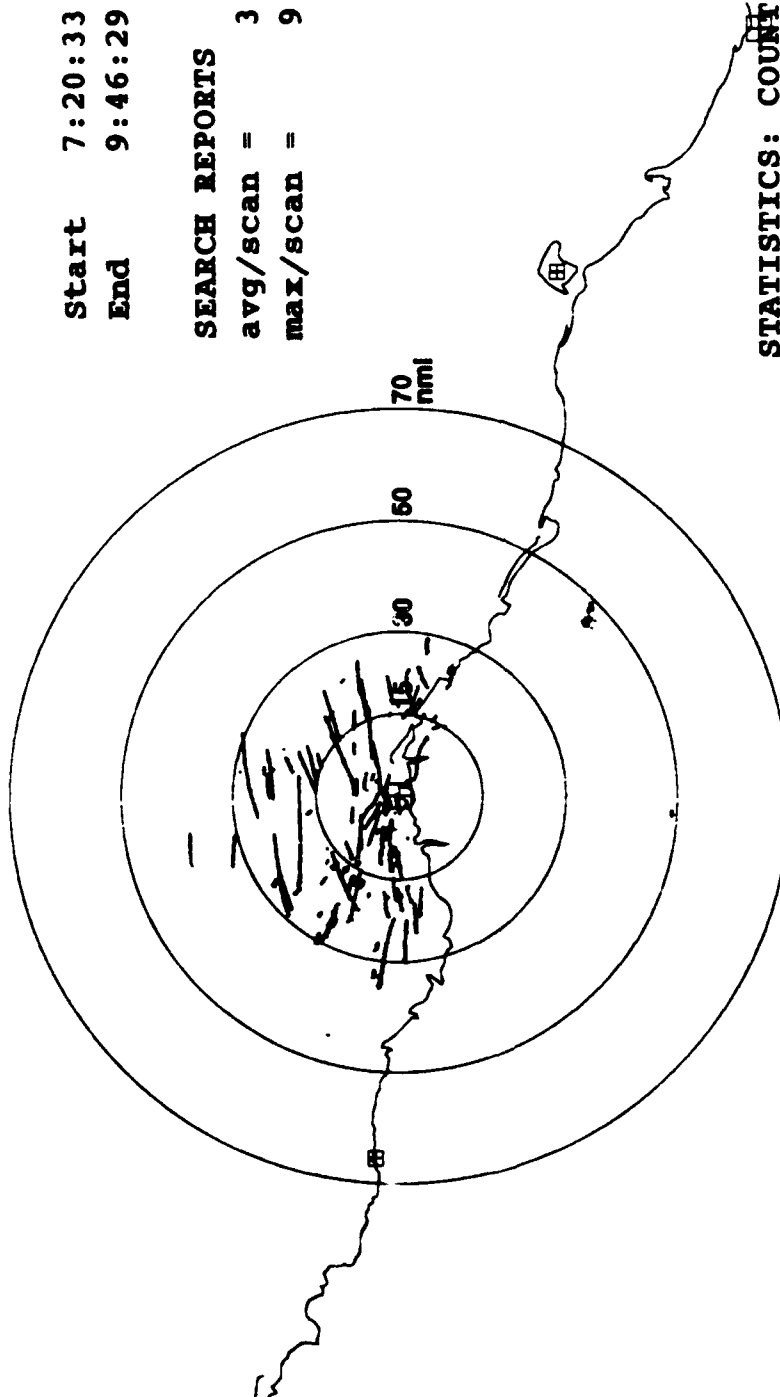 Start 7:20:33
End 9:46:29
SEARCH REPORTS
avg/scan = 3
max/scan = 9
15
30
50
70
nmi
STATISTICS: COUNT